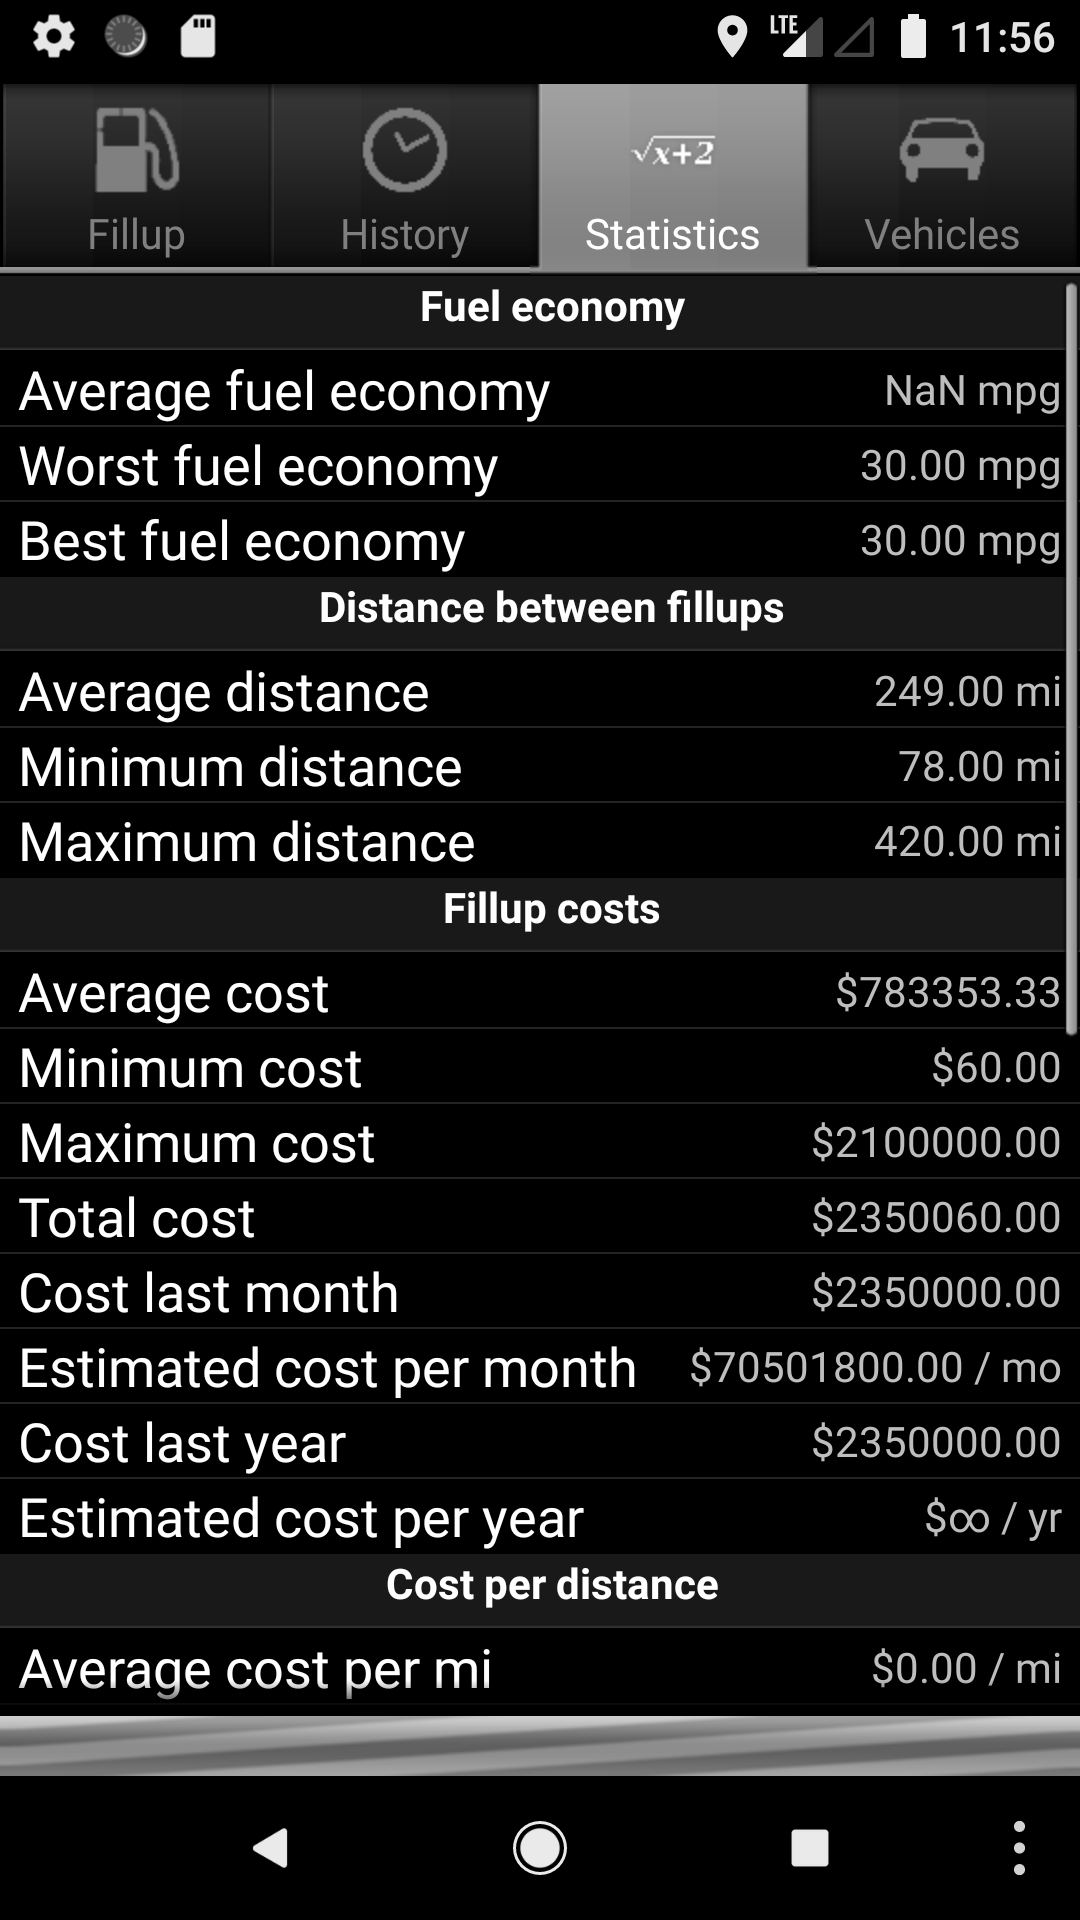 LTE 11:56
√x+2
Fillup History Statistics Vehicles
Fuel economy
Average fuel economy NaN mpg
Worst fuel economy 30.00 mpg
Best fuel economy 30.00 mpg
Distance between fillups
Average distance 249.00 mi
Minimum distance 78.00 mi
Maximum distance 420.00 mi
Fillup costs
Average cost $783353.33
Minimum cost $60.00
Maximum cost $2100000.00
Total cost $2350060.00
Cost last month $2350000.00
Estimated cost per month $70501800.00 / mo
Cost last year $2350000.00
Estimated cost per year $∞ / yr
Cost per distance
Average cost per mi $0.00 / mi